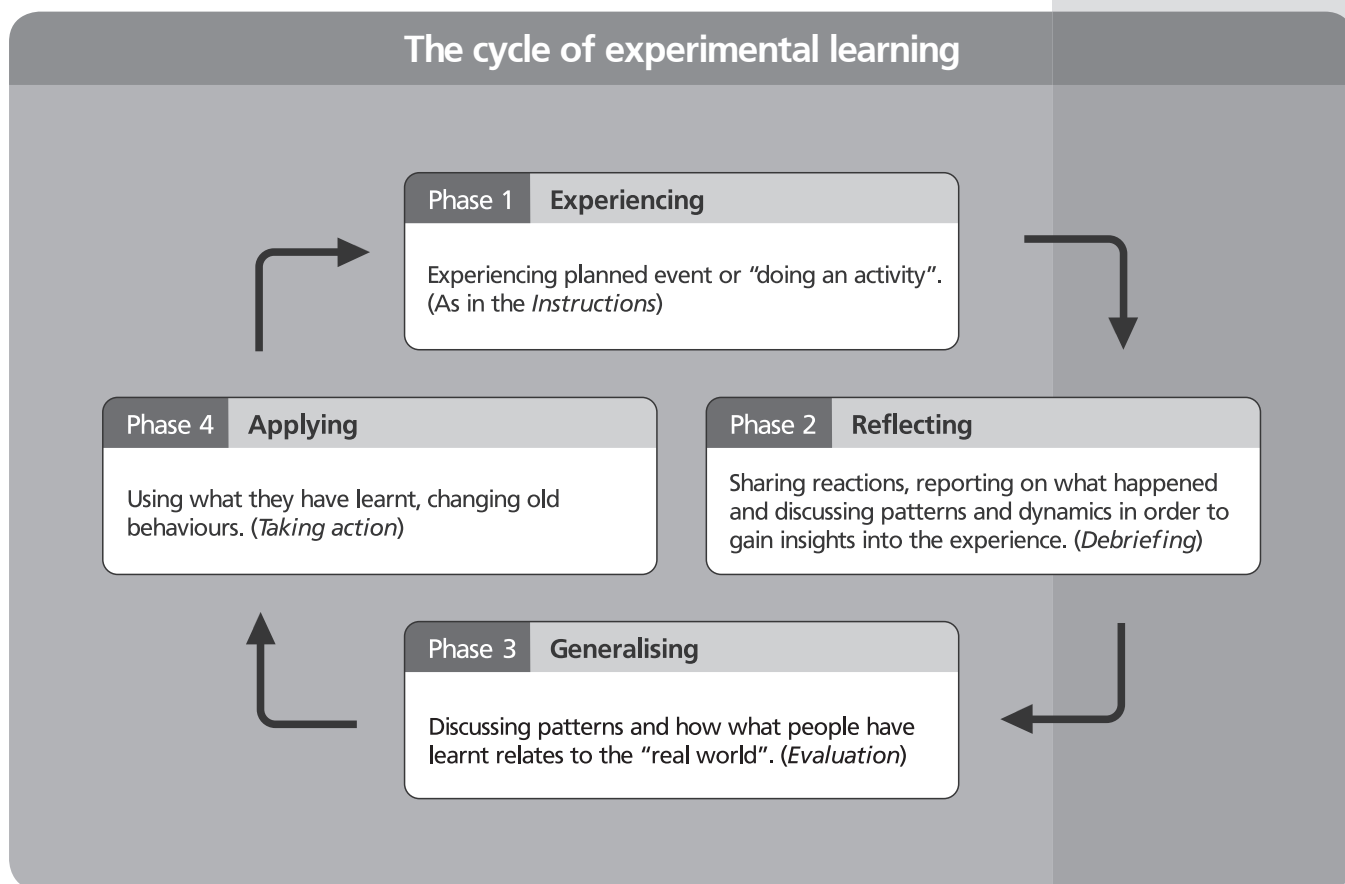 The cycle of experimental learning
Phase 1 Experiencing
Experiencing planned event or “doing an activity”.
(As in the Instructions)
Phase 2 Reflecting
Sharing reactions, reporting on what happened
and discussing patterns and dynamics in order to
gain insights into the experience. (Debriefing)
Phase 3 Generalising
Discussing patterns and how what people have
learnt relates to the “real world”. (Evaluation)
Phase 4 Applying
Using what they have learnt, changing old
behaviours. (Taking action)